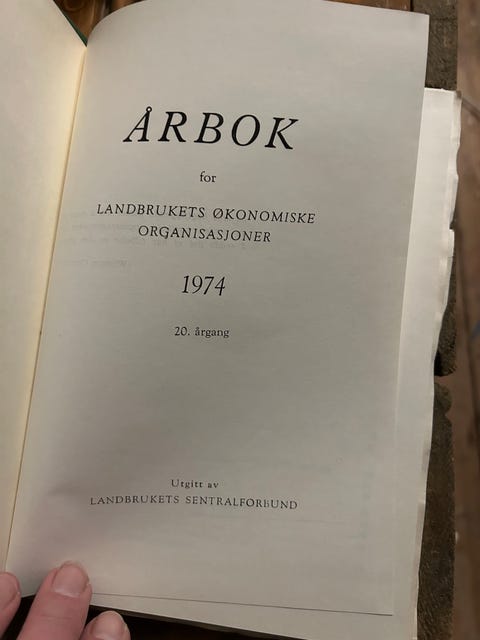 ÅRBOK
for
LANDBRUKETS ØKONOMISKE
ORGANISASJONER
1974
20. årgang
Utgitt av
LANDBRUKETS SENTRALFORBUND